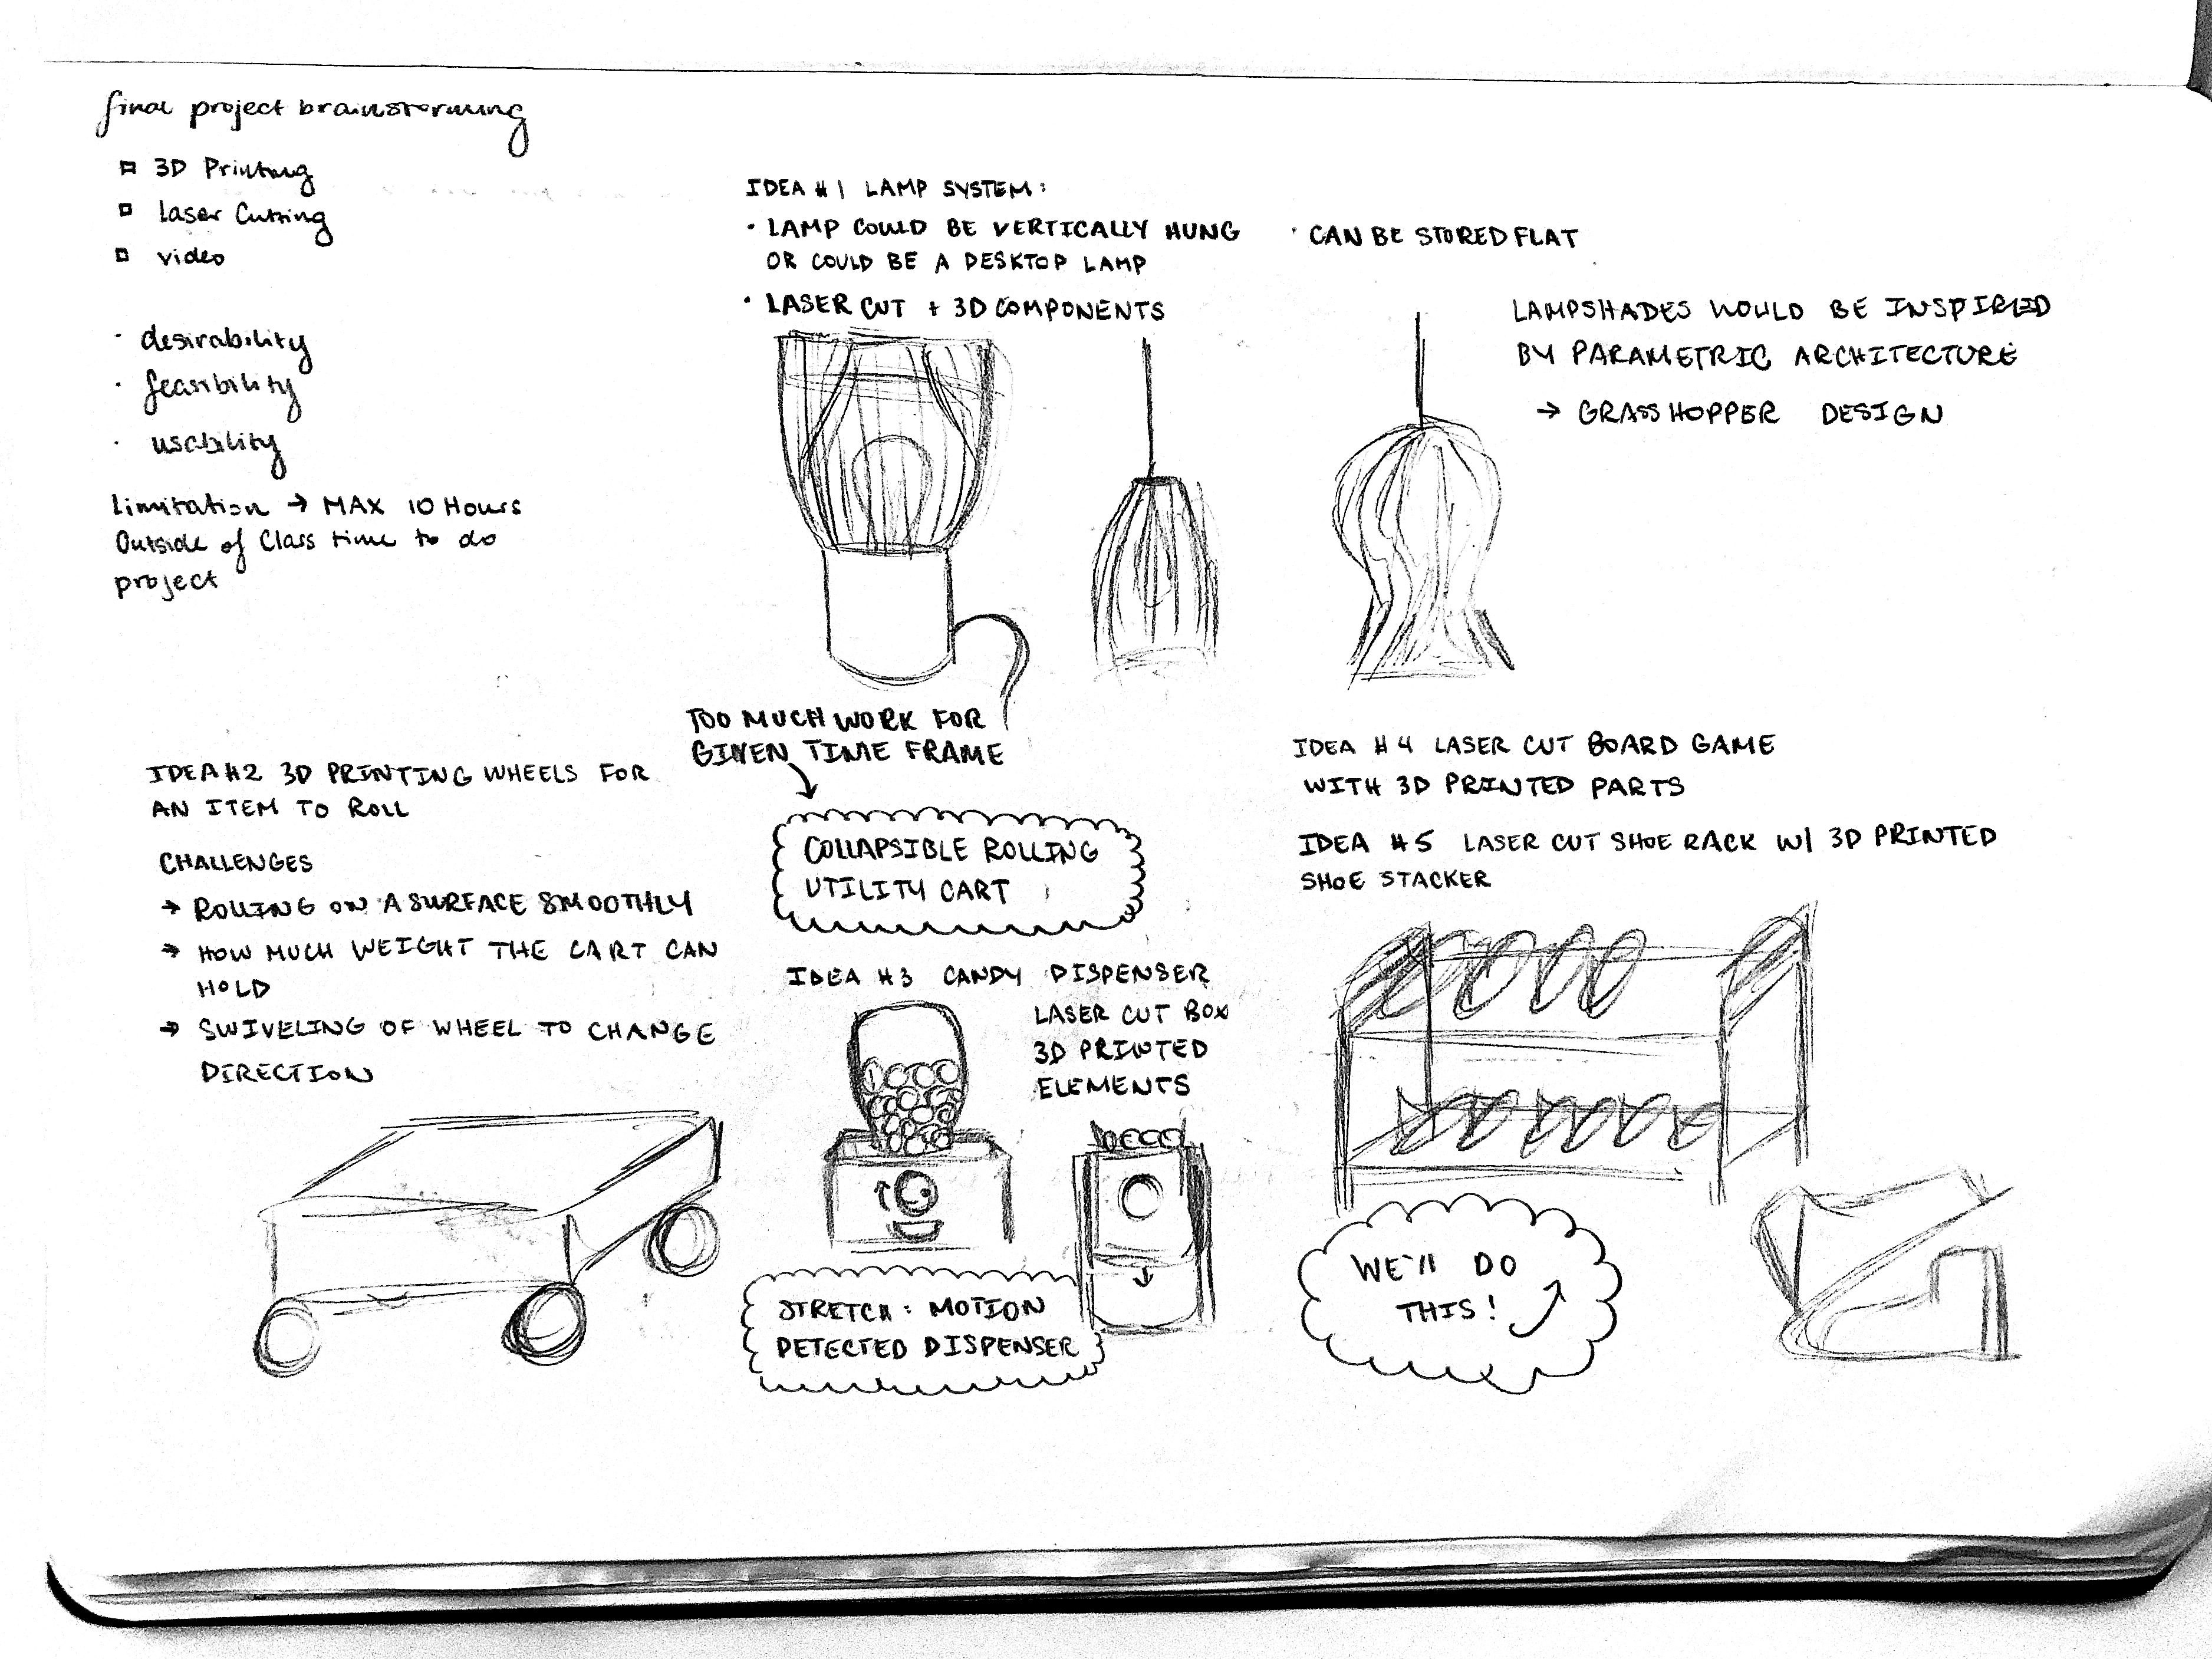 final project brainstorming
3D Printing
Laser Cutting
video
· desirability
· feasibility
· usability
Limitation → MAX 10 Hours
Outside of Class time to do
project
IDEA #1 LAMP SYSTEM:
· LAMP COULD BE VERTICALLY HUNG
OR COULD BE A DESKTOP LAMP
· LASER CUT + 3D COMPONENTS
· CAN BE STORED FLAT
LAMPSHADES WOULD BE INSPIRED
BY PARAMETRIC ARCHITECTURE
→ GRASSHOPPER DESIGN
IDEA #2 3D PRINTING WHEELS FOR
AN ITEM TO ROLL
CHALLENGES
→ ROLLING ON A SURFACE SMOOTHLY
→ HOW MUCH WEIGHT THE CART CAN
HOLD
→ SWIVELING OF WHEEL TO CHANGE
DIRECTION
TOO MUCH WORK FOR
GIVEN TIME FRAME
COLLAPSIBLE ROLLING
UTILITY CART
IDEA #3 CANDY DISPENSER
LASER CUT BOX
3D PRINTED
ELEMENTS
STRETCH: MOTION
DETECTED DISPENSER
IDEA #4 LASER CUT BOARD GAME
WITH 3D PRINTED PARTS
IDEA #5 LASER CUT SHOE RACK W/ 3D PRINTED
SHOE STACKER
WE'll DO
THIS!